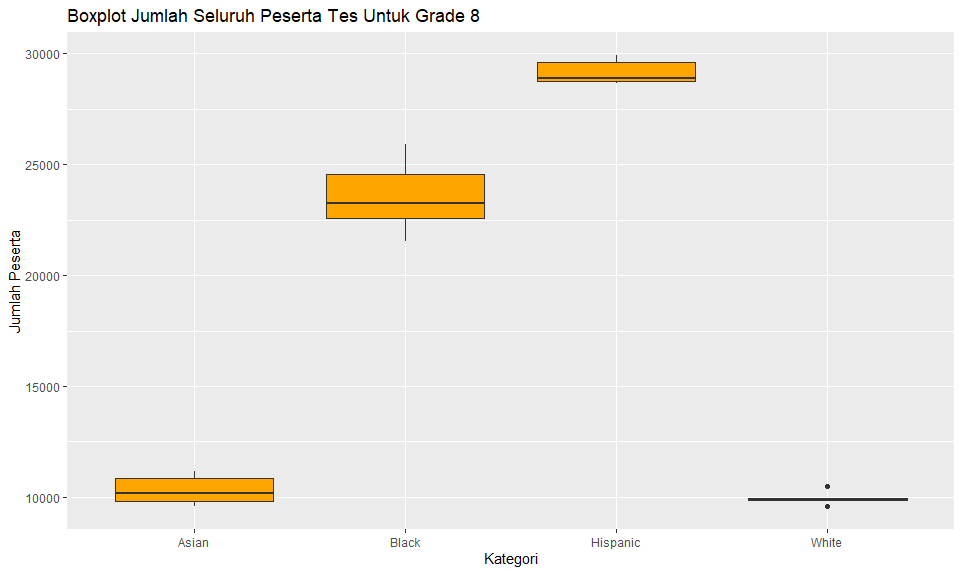 Boxplot Jumlah Seluruh Peserta Tes Untuk Grade 8
Jumlah Peserta
30000
25000
20000
15000
10000
Asian Black Hispanic White
Kategori